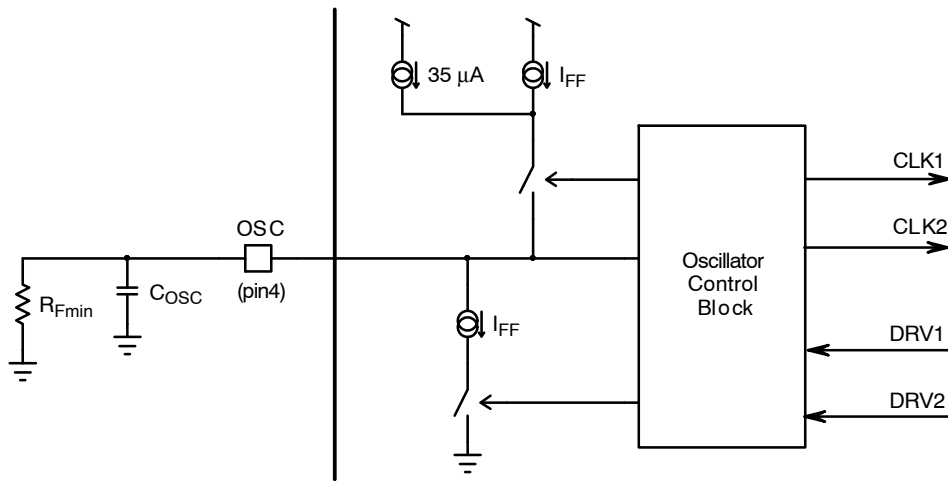 35 μA
I_FF
CLK1
OSC
CLK2
(pin4)
R_Fmin
C_OSC
Oscillator
Control
Block
I_FF
DRV1
DRV2